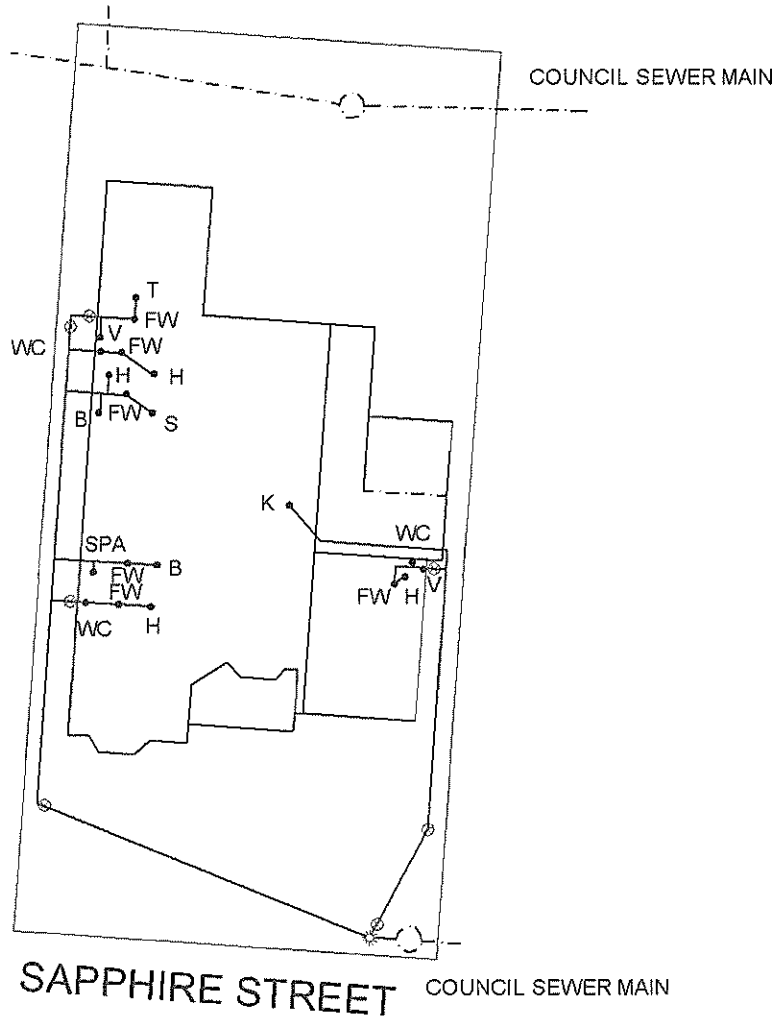 COUNCIL SEWER MAIN
T
FW
V
WC
FW
H
H
B
FW
S
K
WC
SPA
B
FW
FW
V
FW
H
WC
H
SAPPHIRE STREET
COUNCIL SEWER MAIN